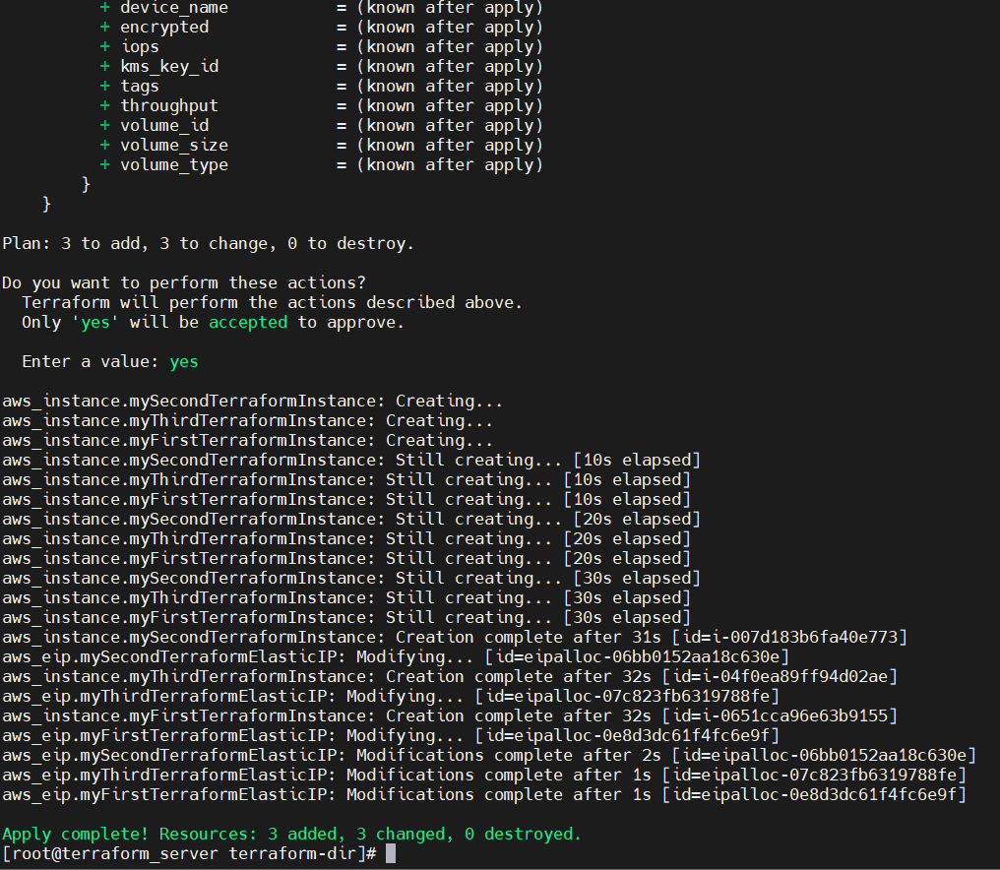 + device_name = (known after apply)
+ encrypted = (known after apply)
+ iops = (known after apply)
+ kms_key_id = (known after apply)
+ tags = (known after apply)
+ throughput = (known after apply)
+ volume_id = (known after apply)
+ volume_size = (known after apply)
+ volume_type = (known after apply)
}
}
Plan: 3 to add, 3 to change, 0 to destroy.
Do you want to perform these actions?
Terraform will perform the actions described above.
Only 'yes' will be accepted to approve.
Enter a value: yes
aws_instance.mySecondTerraformInstance: Creating...
aws_instance.myThirdTerraformInstance: Creating...
aws_instance.myFirstTerraformInstance: Creating...
aws_instance.mySecondTerraformInstance: Still creating... [10s elapsed]
aws_instance.myThirdTerraformInstance: Still creating... [10s elapsed]
aws_instance.myFirstTerraformInstance: Still creating... [10s elapsed]
aws_instance.mySecondTerraformInstance: Still creating... [20s elapsed]
aws_instance.myThirdTerraformInstance: Still creating... [20s elapsed]
aws_instance.myFirstTerraformInstance: Still creating... [20s elapsed]
aws_instance.mySecondTerraformInstance: Still creating... [30s elapsed]
aws_instance.myThirdTerraformInstance: Still creating... [30s elapsed]
aws_instance.myFirstTerraformInstance: Still creating... [30s elapsed]
aws_instance.mySecondTerraformInstance: Creation complete after 31s [id=i-007d183b6fa40e773]
aws_eip.mySecondTerraformElasticIP: Modifying... [id=eipalloc-06bb0152aa18c630e]
aws_instance.myThirdTerraformInstance: Creation complete after 32s [id=i-04f0ea89ff94d02ae]
aws_eip.myThirdTerraformElasticIP: Modifying... [id=eipalloc-07c823fb6319788fe]
aws_instance.myFirstTerraformInstance: Creation complete after 32s [id=i-0651cca96e63b9155]
aws_eip.myFirstTerraformElasticIP: Modifying... [id=eipalloc-0e8d3dc61f4fc6e9f]
aws_eip.mySecondTerraformElasticIP: Modifications complete after 2s [id=eipalloc-06bb0152aa18c630e]
aws_eip.myThirdTerraformElasticIP: Modifications complete after 1s [id=eipalloc-07c823fb6319788fe]
aws_eip.myFirstTerraformElasticIP: Modifications complete after 1s [id=eipalloc-0e8d3dc61f4fc6e9f]
Apply complete! Resources: 3 added, 3 changed, 0 destroyed.
[root@terraform_server terraform-dir]#